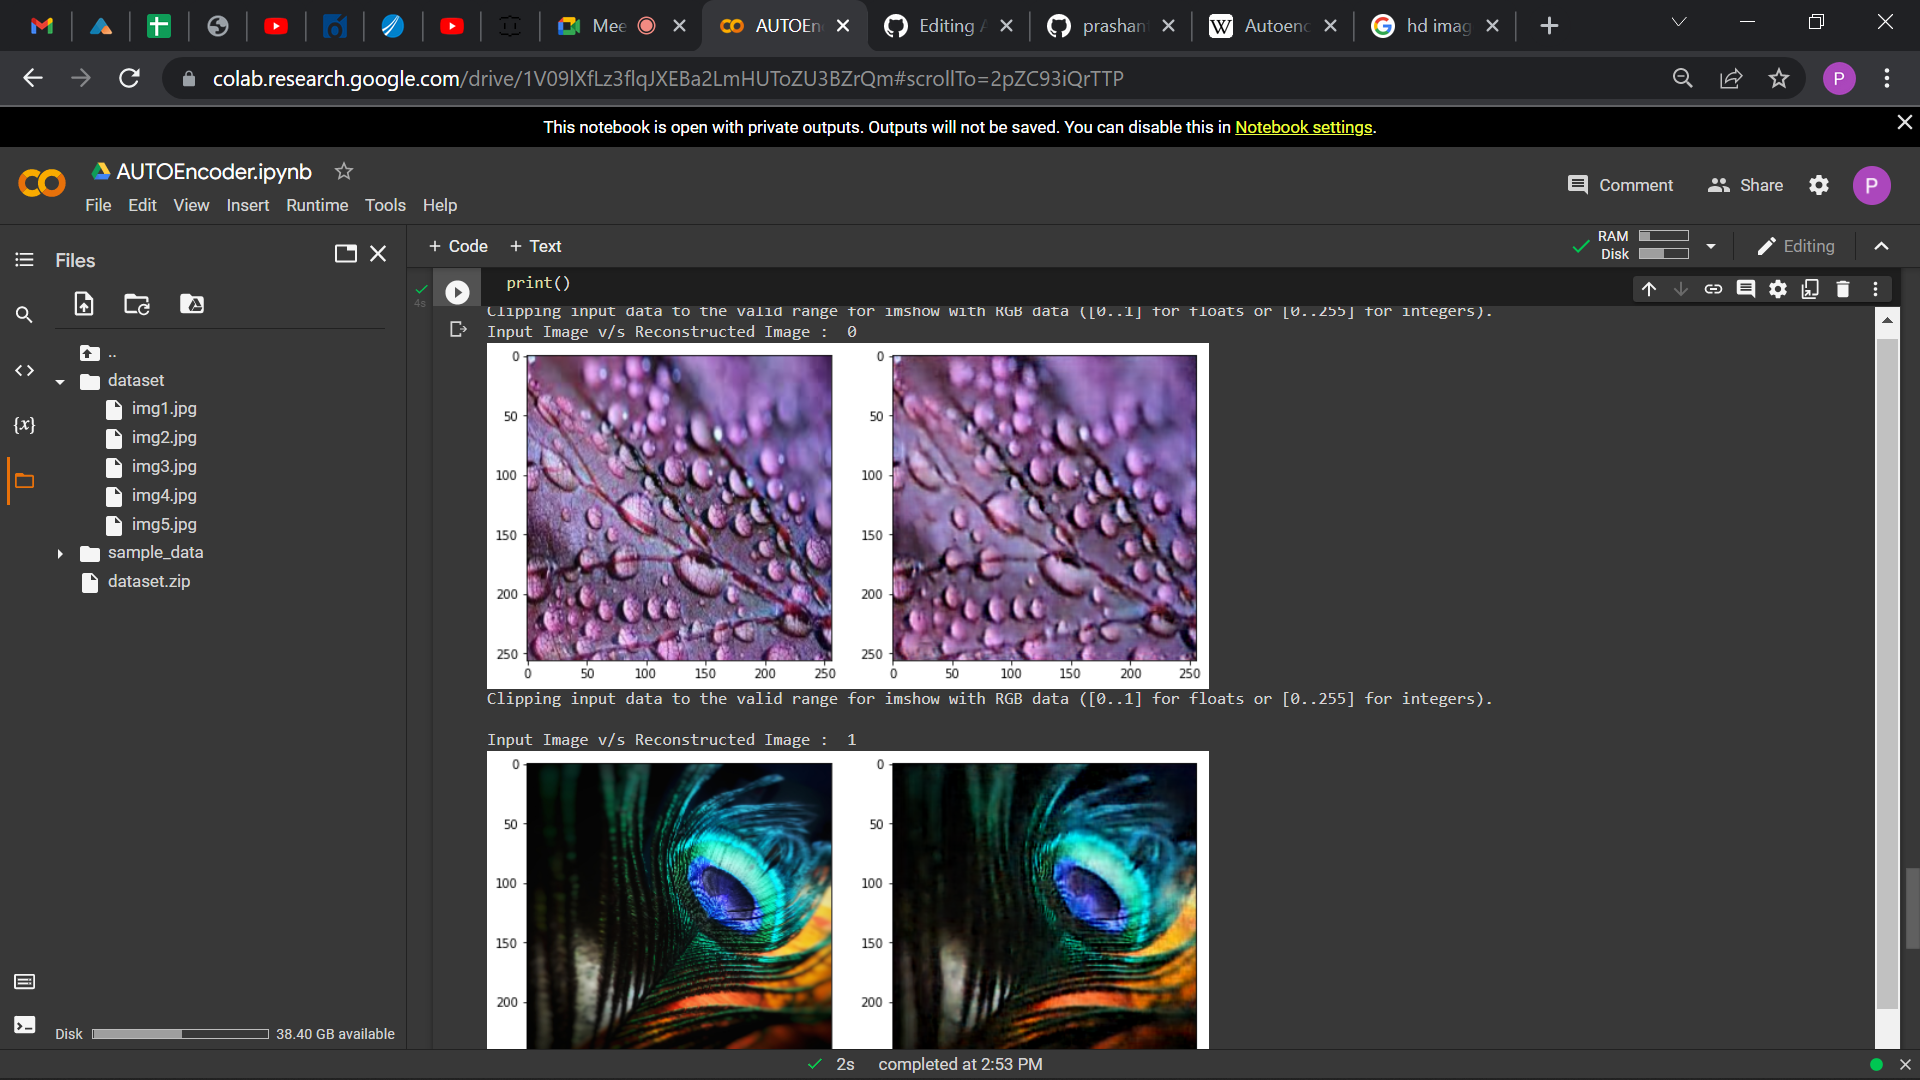 Mee
AUTOEn
Editing A
prashan
W Autoenc
hd imag
colab.research.google.com/drive/1V09lXfLz3flqJXEBa2LmHUToZU3BZrQm#scrollTo=2pZC93iQrTTP
P
This notebook is open with private outputs. Outputs will not be saved. You can disable this in Notebook settings.
AUTOEncoder.ipynb
File Edit View Insert Runtime Tools Help
Comment Share P
Files
+ Code + Text
RAM
Disk
Editing
..
dataset
img1.jpg
img2.jpg
img3.jpg
img4.jpg
img5.jpg
sample_data
dataset.zip
{x}
Disk 38.40 GB available
4s
print()
Clipping input data to the valid range for imshow with RGB data ([0..1] for floats or [0..255] for integers).
Input Image v/s Reconstructed Image : 0
0
50
100
150
200
250
0 50 100 150 200 250
0
50
100
150
200
250
0 50 100 150 200 250
Clipping input data to the valid range for imshow with RGB data ([0..1] for floats or [0..255] for integers).
Input Image v/s Reconstructed Image : 1
0
50
100
150
200
0
50
100
150
200
2s completed at 2:53 PM